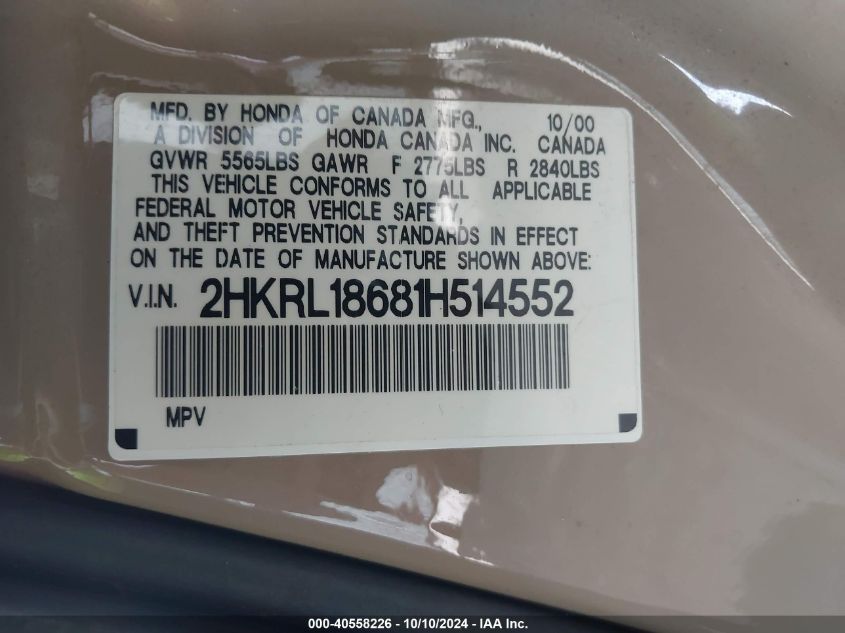 MFD. BY HONDA OF CANADA MFG., 10/00
A DIVISION OF HONDA CANADA INC. CANADA
GVWR 5565LBS GAWR F 2775LBS R 2840LBS
THIS VEHICLE CONFORMS TO ALL APPLICABLE
FEDERAL MOTOR VEHICLE SAFETY,
AND THEFT PREVENTION STANDARDS IN EFFECT
ON THE DATE OF MANUFACTURE SHOWN ABOVE:
V.I.N. 2HKRL18681H514552
MPV
000-40558226 - 10/10/2024 - IAA Inc.